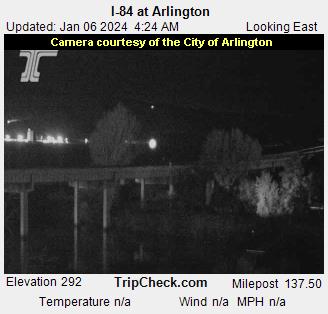 I-84 at Arlington
Updated: Jan 06 2024 4:24 AM Looking East
Camera courtesy of the City of Arlington
Elevation 292 TripCheck.com Milepost 137.50
Temperature n/a Wind n/a MPH n/a